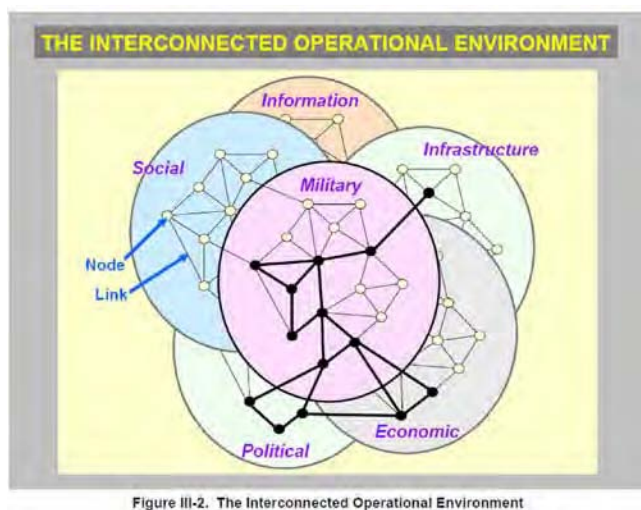 THE INTERCONNECTED OPERATIONAL ENVIRONMENT
Information
Social
Infrastructure
Military
Node
Link
Political
Economic
Figure III-2. The Interconnected Operational Environment